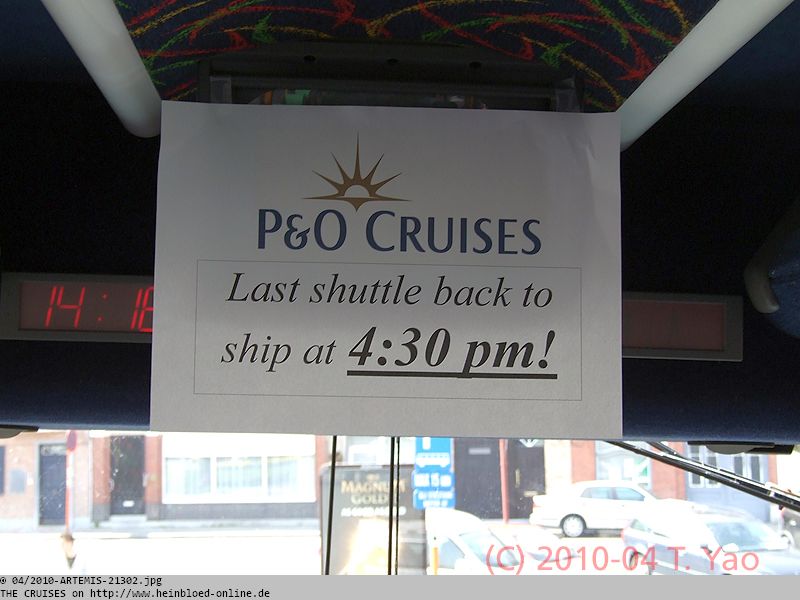 P&O CRUISES
Last shuttle back to
ship at 4:30 pm!
14:18
MAGNUM
GOLD
(C) 2010-04 T. Yao
© 04/2010-ARTEMIS-21302.jpg
THE CRUISES on http://www.heinbloed-online.de